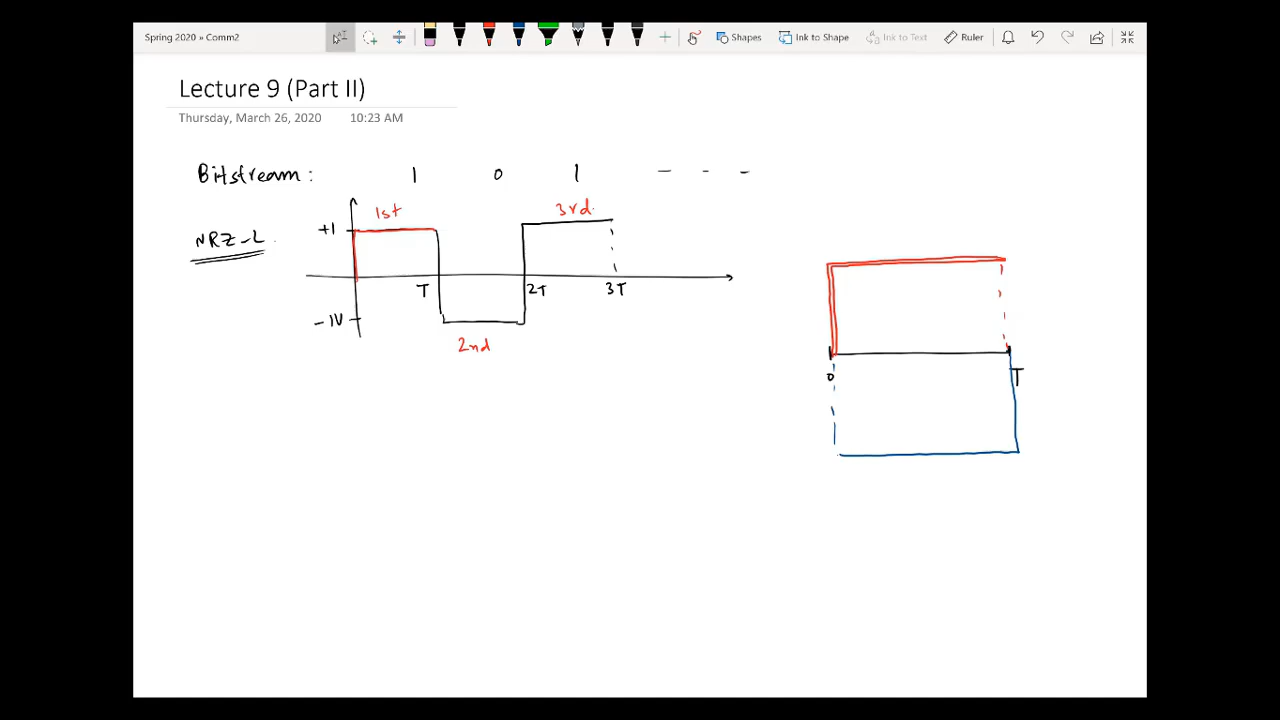 Spring 2020 » Comm2
Shapes
Ink to Shape
Ink to Text
Ruler
Lecture 9 (Part II)
Thursday, March 26, 2020 10:23 AM
Bitstream: 1 0 1 - - -
1st 3rd.
NRZ-L
+1
T 2T 3T
-1V
2nd
0 T